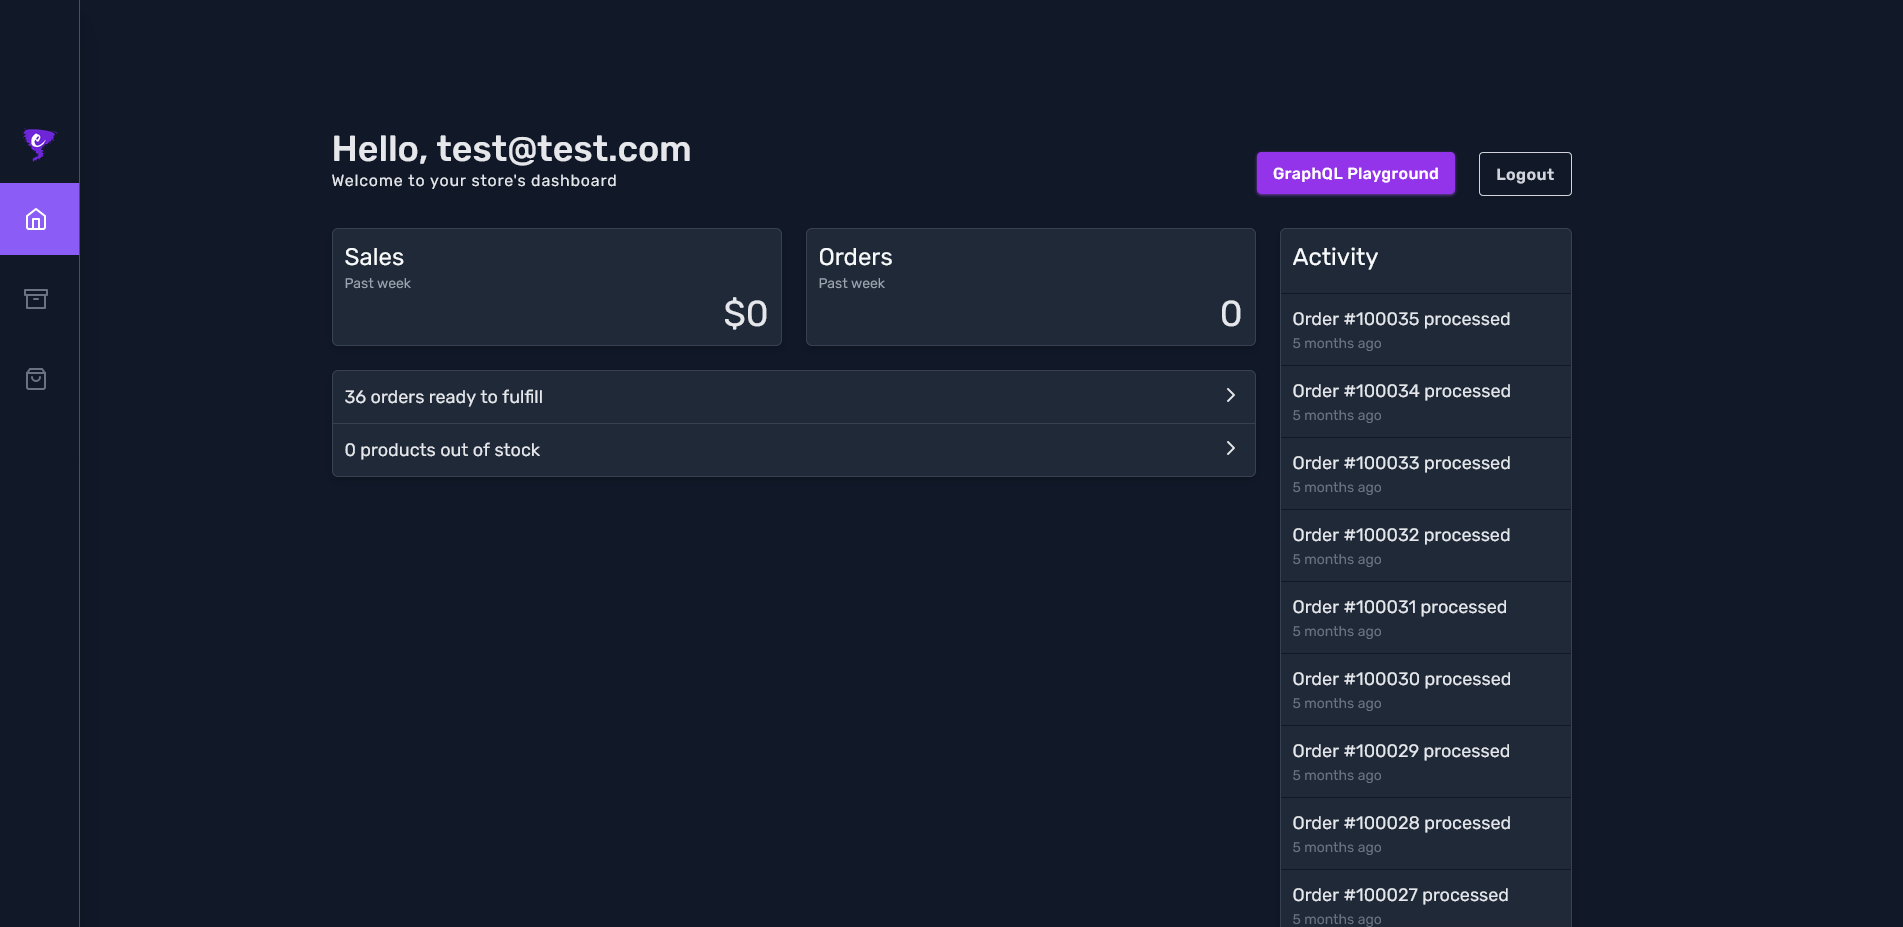 Hello, test@test.com
Welcome to your store's dashboard
GraphQL Playground
Logout
Sales
Past week
$0
Orders
Past week
0
36 orders ready to fulfill
0 products out of stock
Activity
Order #100035 processed
5 months ago
Order #100034 processed
5 months ago
Order #100033 processed
5 months ago
Order #100032 processed
5 months ago
Order #100031 processed
5 months ago
Order #100030 processed
5 months ago
Order #100029 processed
5 months ago
Order #100028 processed
5 months ago
Order #100027 processed
5 months ago